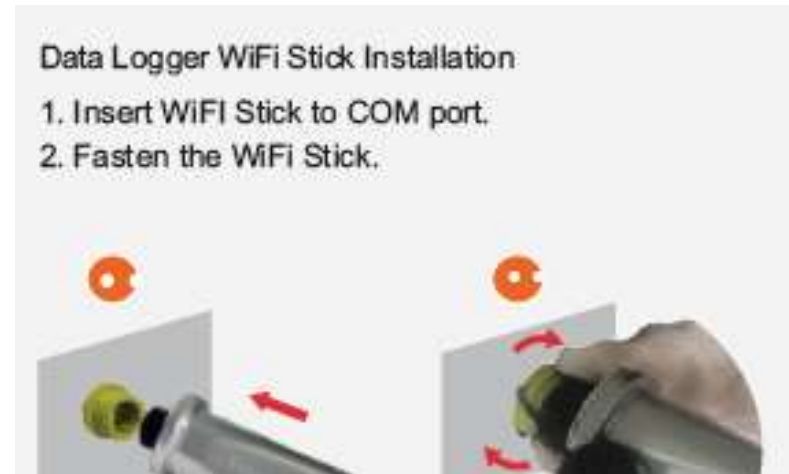 Data Logger WiFi Stick Installation
1. Insert WiFI Stick to COM port.
2. Fasten the WiFi Stick.